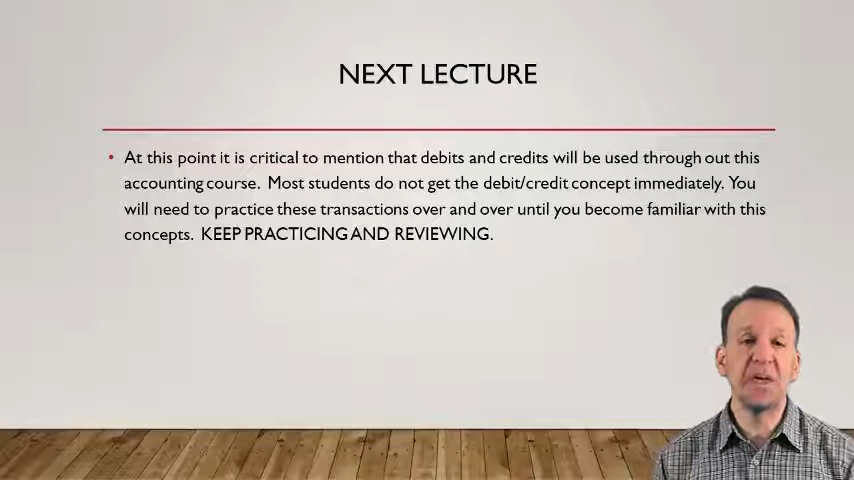 NEXT LECTURE
• At this point it is critical to mention that debits and credits will be used through out this
accounting course.  Most students do not get the debit/credit concept immediately. You
will need to practice these transactions over and over until you become familiar with this
concepts.  KEEP PRACTICING AND REVIEWING.